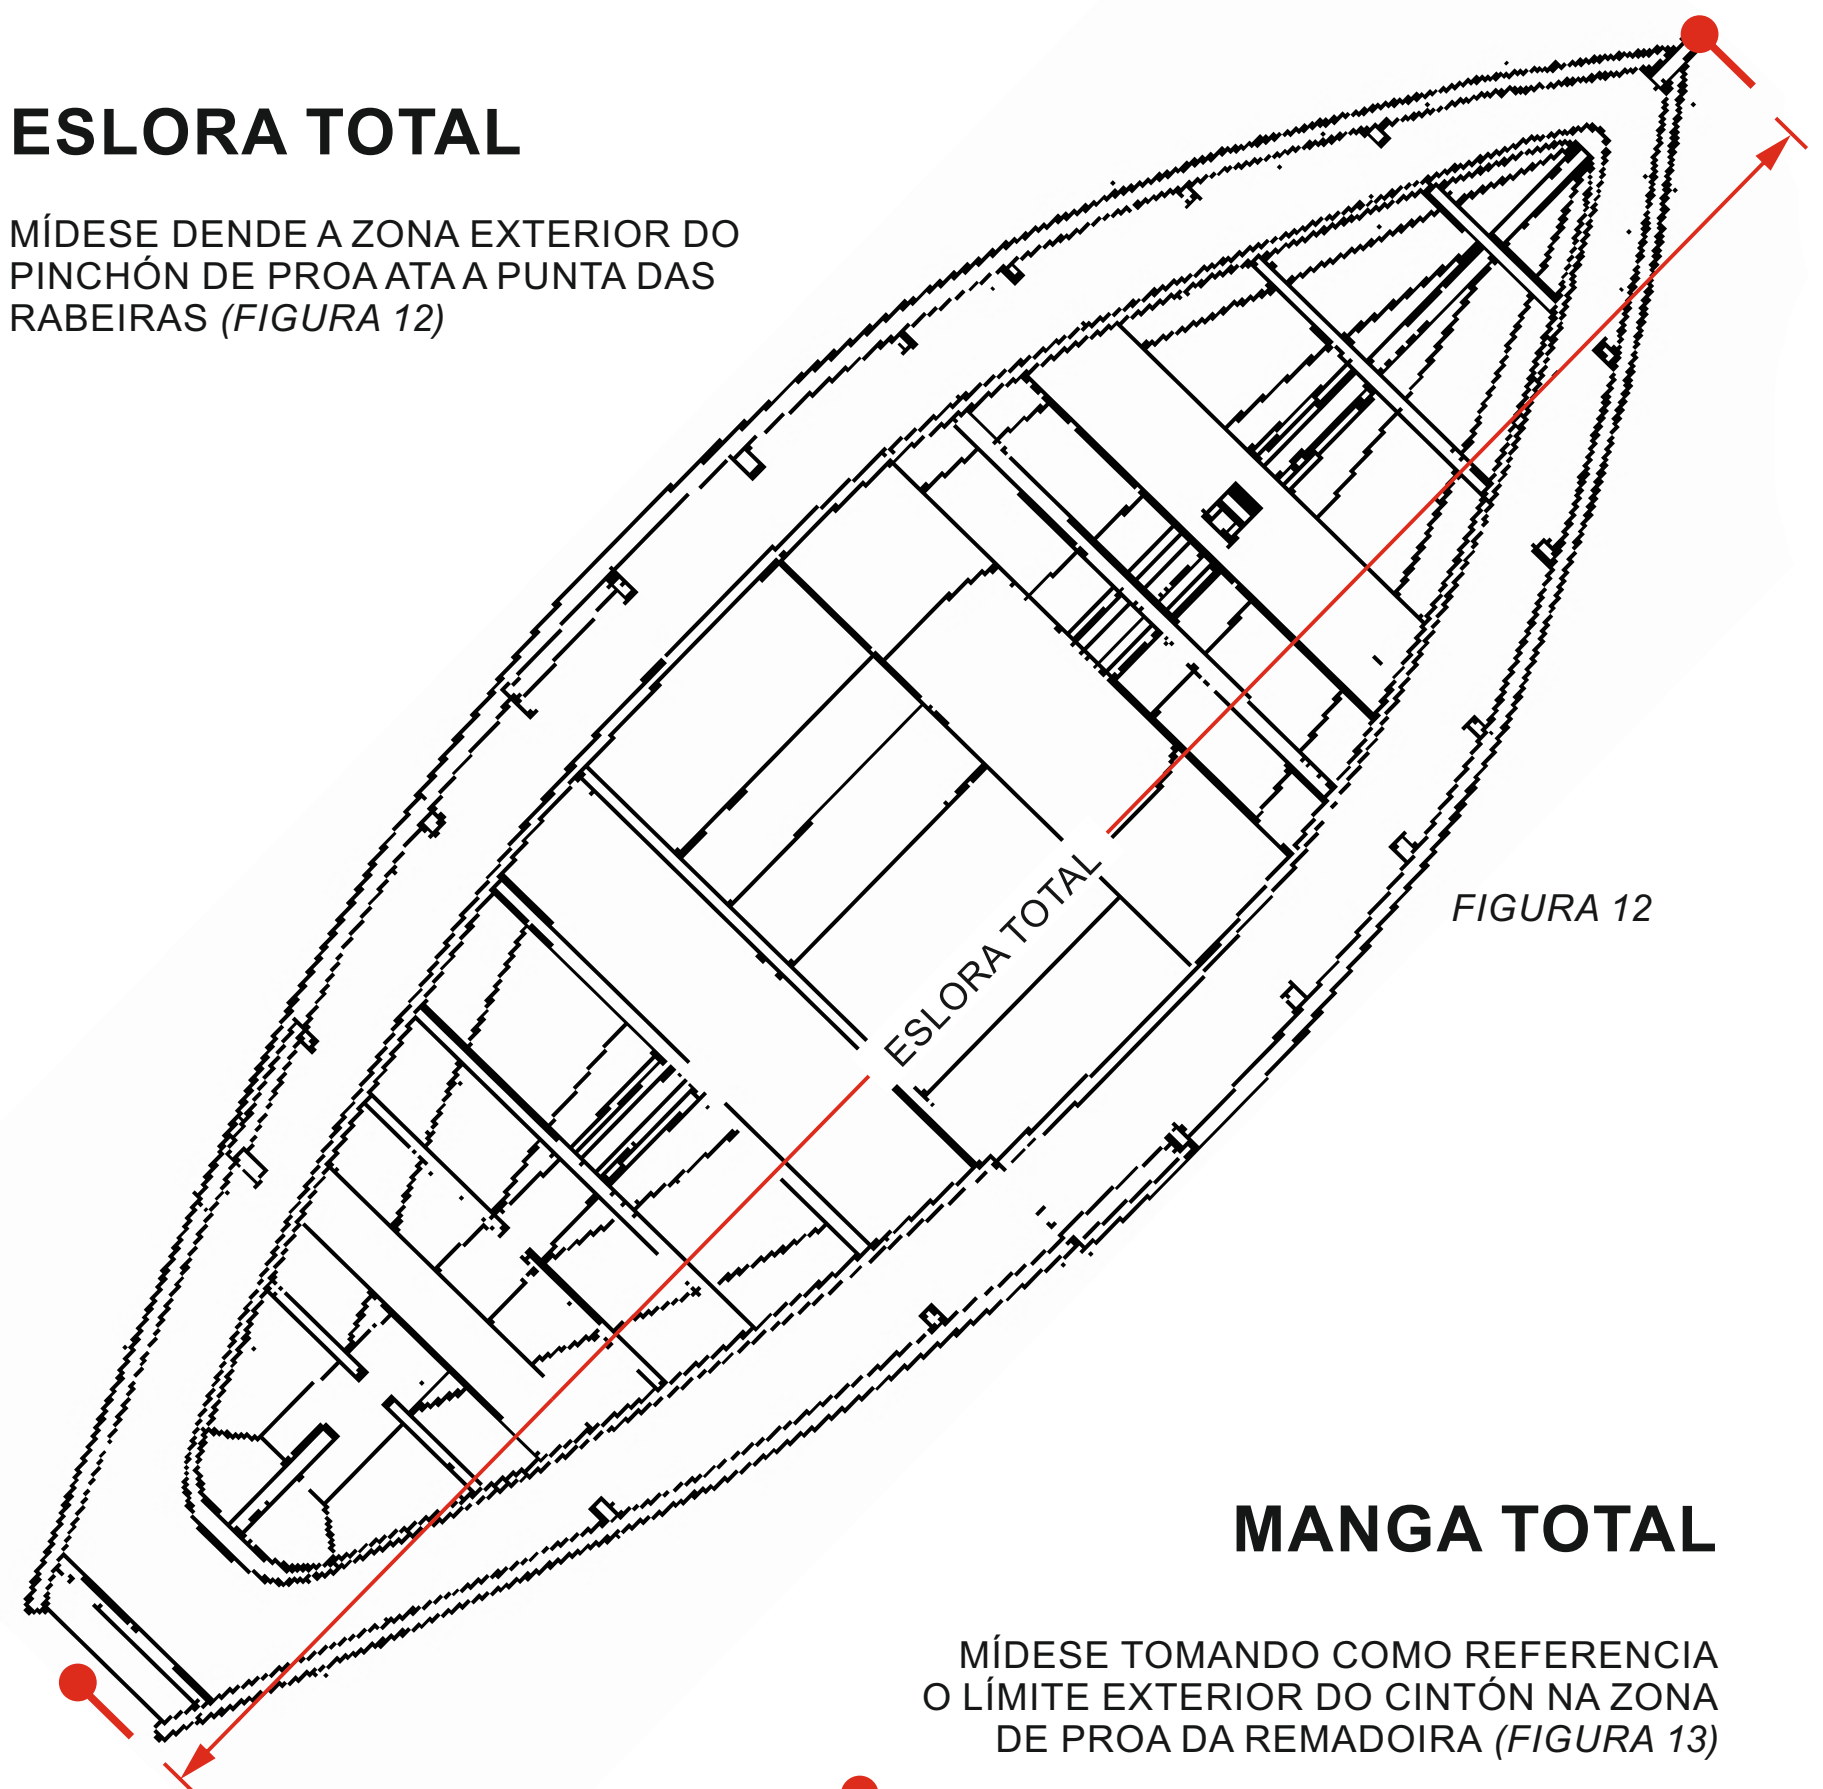 ESLORA TOTAL
MÍDESE DENDE A ZONA EXTERIOR DO
PINCHÓN DE PROA ATA A PUNTA DAS
RABEIRAS (FIGURA 12)
ESLORA TOTAL
FIGURA 12
MANGA TOTAL
MÍDESE TOMANDO COMO REFERENCIA
O LÍMITE EXTERIOR DO CINTÓN NA ZONA
DE PROA DA REMADOIRA (FIGURA 13)